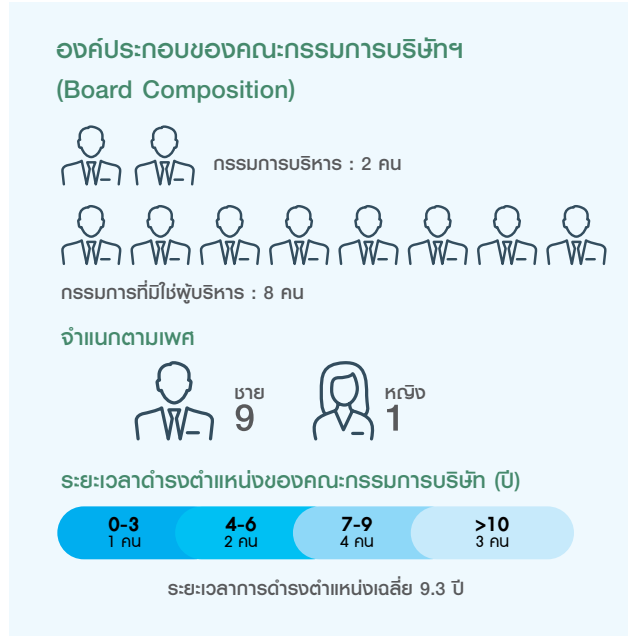 องค์ประกอบของคณะกรรมการบริษัทฯ
(Board Composition)
กรรมการบริหาร : 2 คน
กรรมการที่มิใช่ผู้บริหาร : 8 คน
จำแนกตามเพศ
ชาย
9
หญิง
1
ระยะเวลาดำรงตำแหน่งของคณะกรรมการบริษัท (ปี)
0-3
1 คน
4-6
2 คน
7-9
4 คน
>10
3 คน
ระยะเวลาการดำรงตำแหน่งเฉลี่ย 9.3 ปี